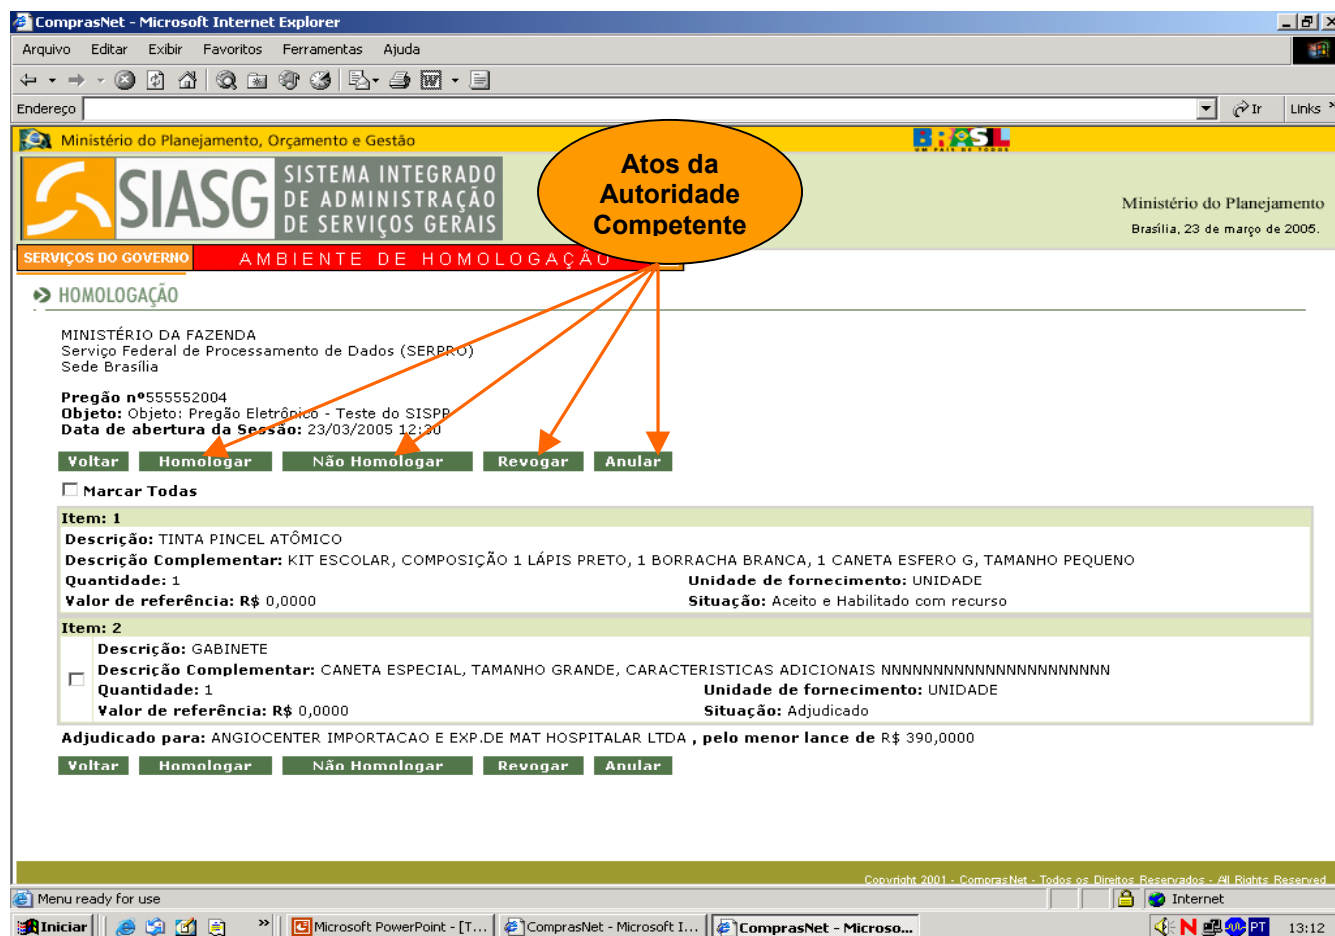 ComprasNet - Microsoft Internet Explorer
Arquivo Editar Exibir Favoritos Ferramentas Ajuda
Endereço Ir Links
Ministério do Planejamento, Orçamento e Gestão
BRASIL
UM PAÍS DE TODOS
SIASG
SISTEMA INTEGRADO
DE ADMINISTRAÇÃO
DE SERVIÇOS GERAIS
Atos da
Autoridade
Competente
Ministério do Planejamento
Brasília, 23 de março de 2005.
SERVIÇOS DO GOVERNO
AMBIENTE DE HOMOLOGAÇÃO
HOMOLOGAÇÃO
MINISTÉRIO DA FAZENDA
Serviço Federal de Processamento de Dados (SERPRO)
Sede Brasília
Pregão nº555552004
Objeto: Objeto: Pregão Eletrônico - Teste do SISPP
Data de abertura da Sessão: 23/03/2005 12:30
Voltar Homologar Não Homologar Revogar Anular
Marcar Todas
Item: 1
Descrição: TINTA PINCEL ATÔMICO
Descrição Complementar: KIT ESCOLAR, COMPOSIÇÃO 1 LÁPIS PRETO, 1 BORRACHA BRANCA, 1 CANETA ESFERO G, TAMANHO PEQUENO
Quantidade: 1 Unidade de fornecimento: UNIDADE
Valor de referência: R$ 0,0000 Situação: Aceito e Habilitado com recurso
Item: 2
Descrição: GABINETE
Descrição Complementar: CANETA ESPECIAL, TAMANHO GRANDE, CARACTERISTICAS ADICIONAIS NNNNNNNNNNNNNNNNNNNNNN
Quantidade: 1 Unidade de fornecimento: UNIDADE
Valor de referência: R$ 0,0000 Situação: Adjudicado
Adjudicado para: ANGIOCENTER IMPORTACAO E EXP.DE MAT HOSPITALAR LTDA , pelo menor lance de R$ 390,0000
Voltar Homologar Não Homologar Revogar Anular
Copyright 2001 - ComprasNet - Todos os Direitos Reservados - All Rights Reserved
Menu ready for use Internet
Iniciar Microsoft PowerPoint - [T... ComprasNet - Microsoft I... ComprasNet - Microso... PT 13:12